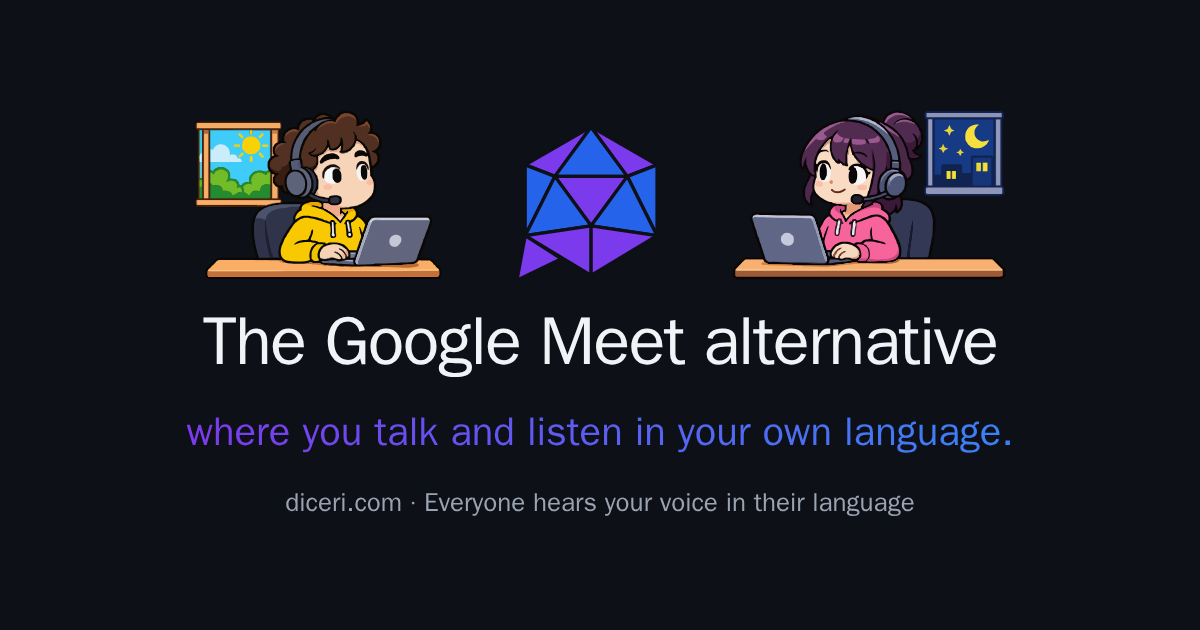 The Google Meet alternative
where you talk and listen in your own language.
diceri.com · Everyone hears your voice in their language